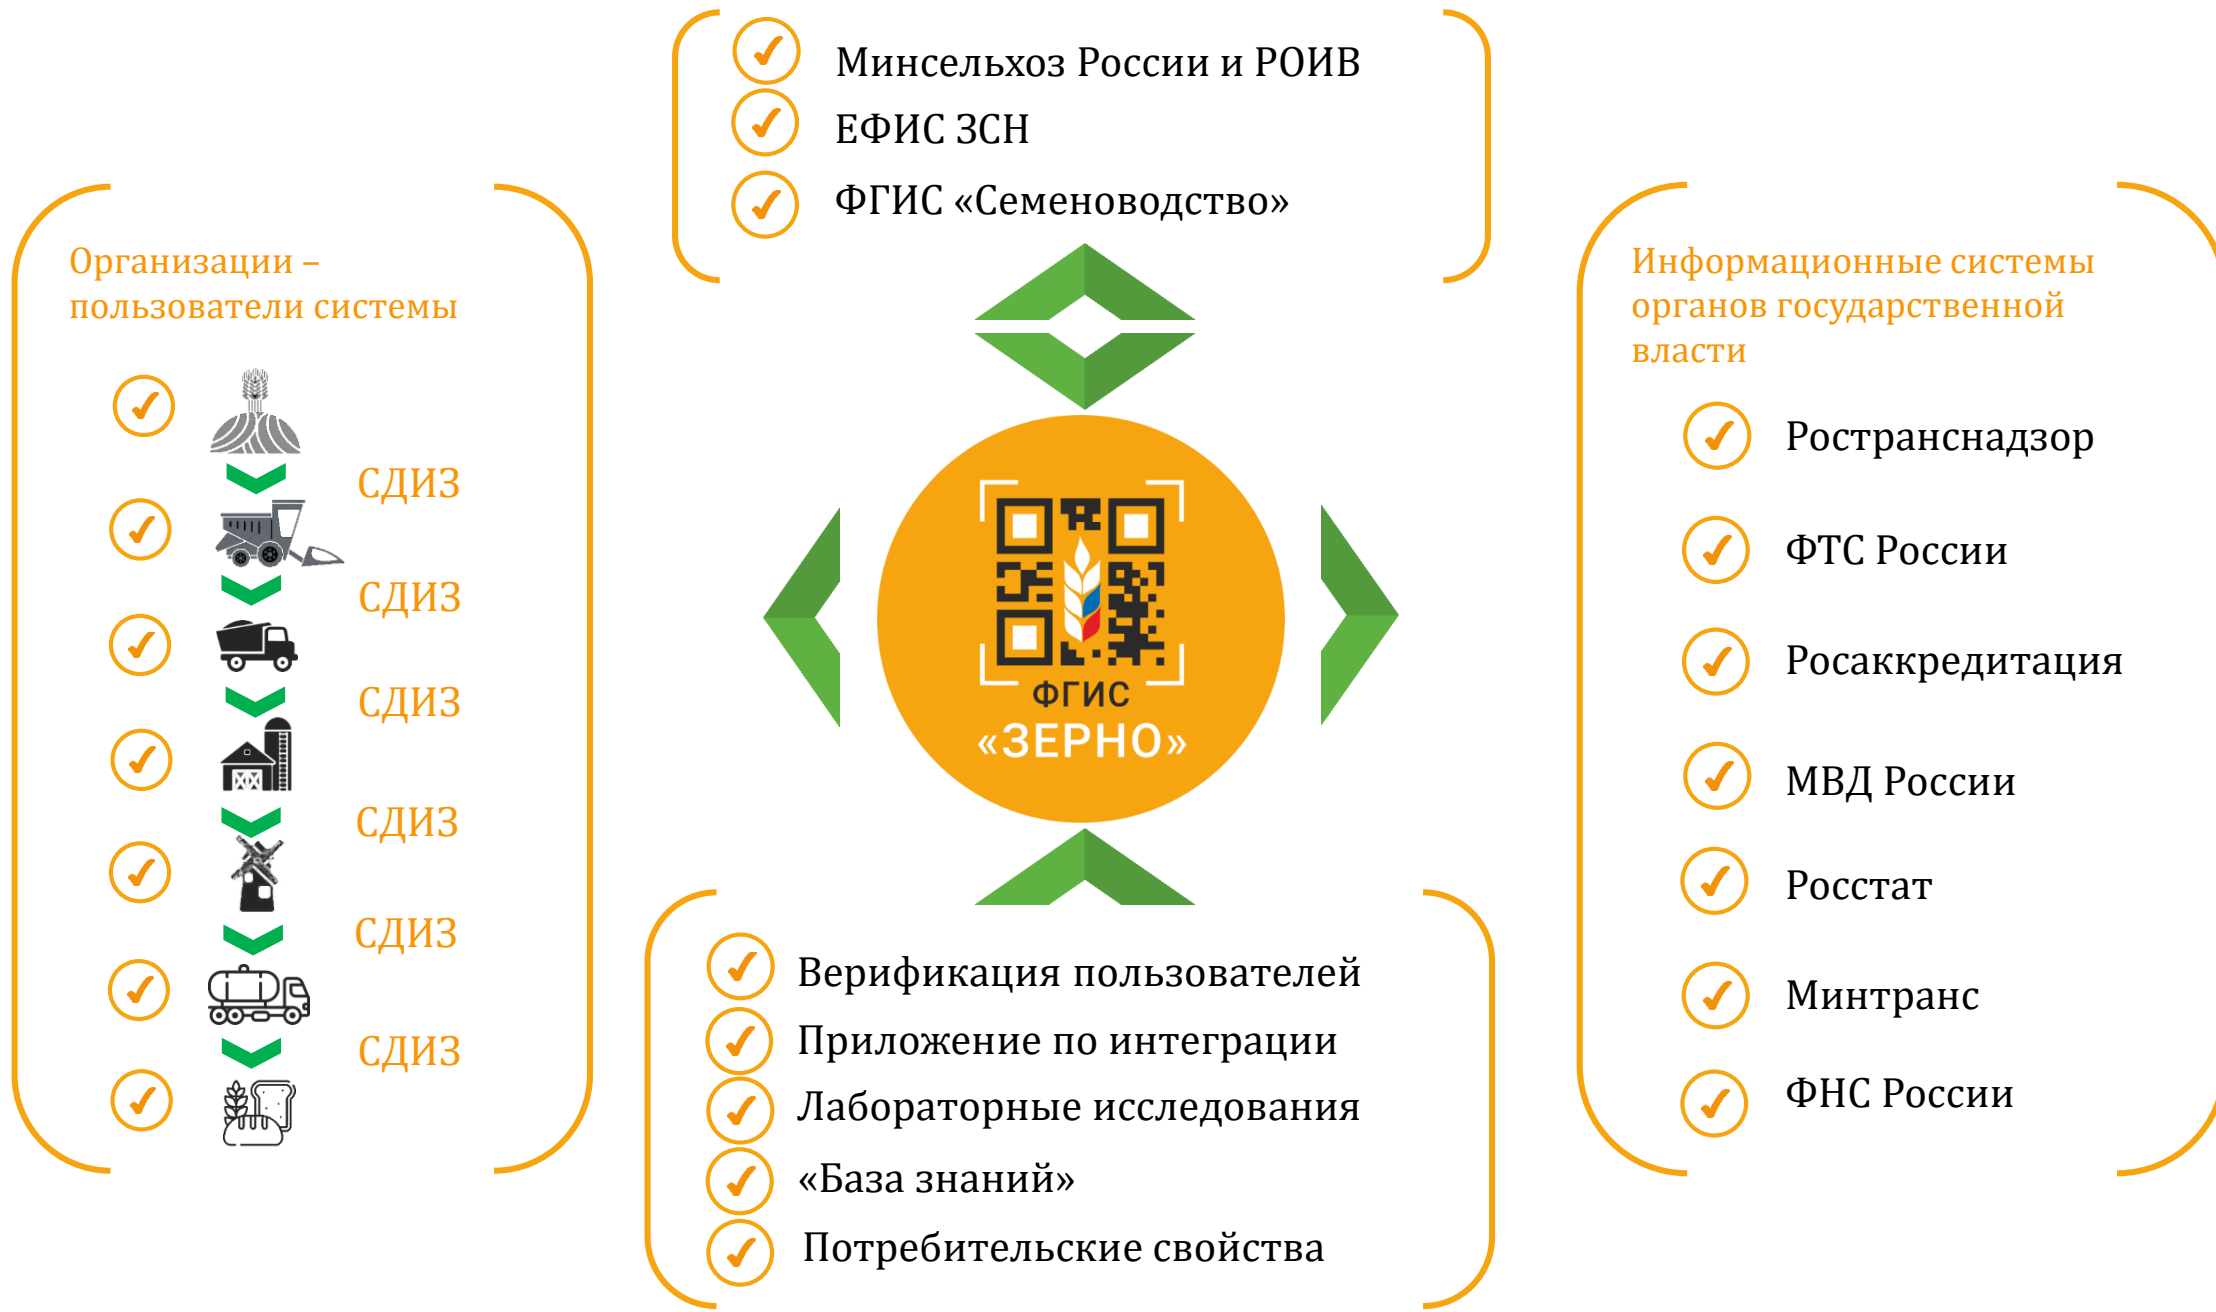 Минсельхоз России и РОИВ
ЕФИС ЗСН
ФГИС «Семеноводство»
Организации –
пользователи системы
СДИЗ
СДИЗ
СДИЗ
СДИЗ
СДИЗ
СДИЗ
ФГИС
«ЗЕРНО»
Информационные системы
органов государственной
власти
Ространснадзор
ФТС России
Росаккредитация
МВД России
Росстат
Минтранс
ФНС России
Верификация пользователей
Приложение по интеграции
Лабораторные исследования
«База знаний»
Потребительские свойства